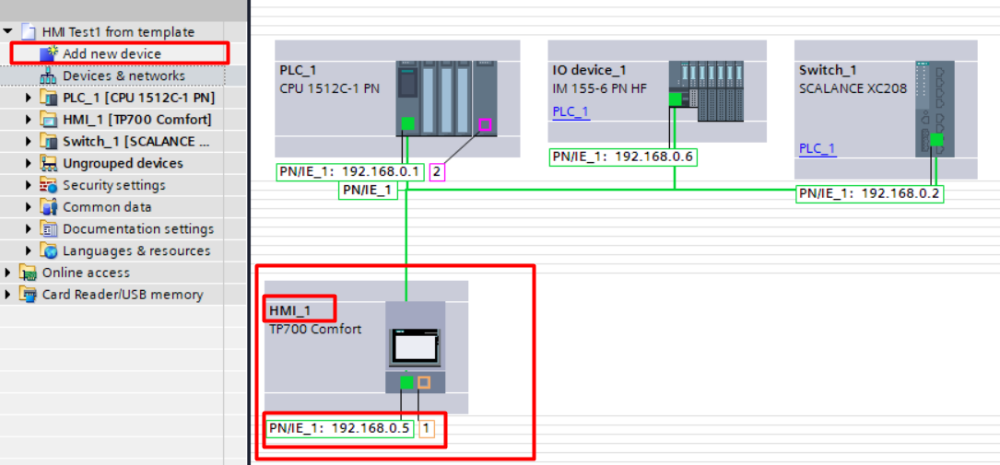 HMI Test1 from template
Add new device
Devices & networks
PLC_1 [CPU 1512C-1 PN]
HMI_1 [TP700 Comfort]
Switch_1 [SCALANCE ...
Ungrouped devices
Security settings
Common data
Documentation settings
Languages & resources
Online access
Card Reader/USB memory
PLC_1
CPU 1512C-1 PN
PN/IE_1: 192.168.0.1
2
PN/IE_1
IO device_1
IM 155-6 PN HF
PLC_1
PN/IE_1: 192.168.0.6
Switch_1
SCALANCE XC208
PLC_1
PN/IE_1: 192.168.0.2
HMI_1
TP700 Comfort
PN/IE_1: 192.168.0.5
1